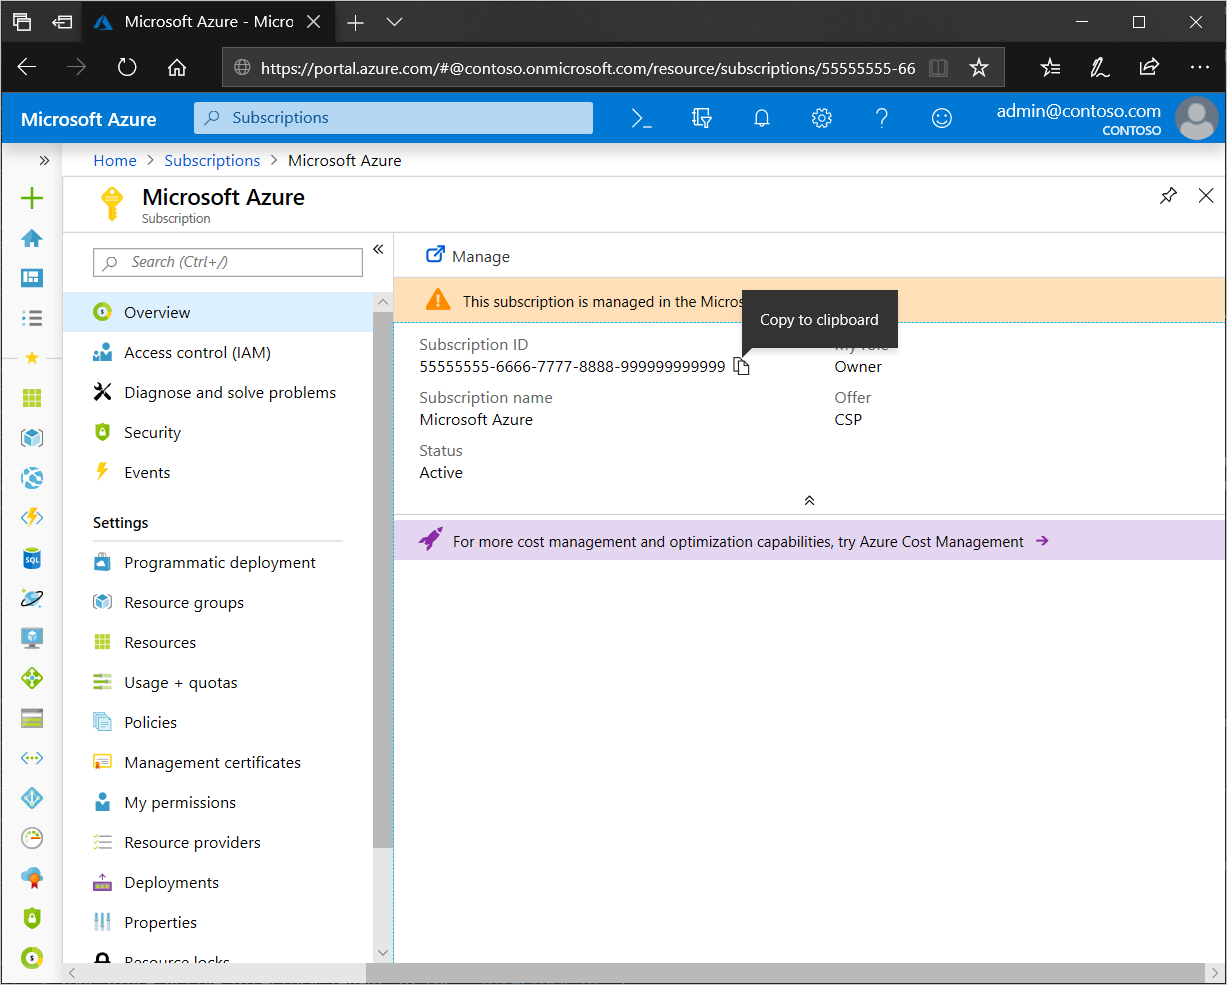 Microsoft Azure - Micro
https://portal.azure.com/#@contoso.onmicrosoft.com/resource/subscriptions/55555555-66
Microsoft Azure
Subscriptions
admin@contoso.com
CONTOSO
Home > Subscriptions > Microsoft Azure
Microsoft Azure
Subscription
Search (Ctrl+/)
Overview
Access control (IAM)
Diagnose and solve problems
Security
Events
Settings
Programmatic deployment
Resource groups
Resources
Usage + quotas
Policies
Management certificates
My permissions
Resource providers
Deployments
Properties
Resource locks
Manage
This subscription is managed in the Micros
Copy to clipboard
Subscription ID
55555555-6666-7777-8888-999999999999
Subscription name
Microsoft Azure
Status
Active
My role
Owner
Offer
CSP
For more cost management and optimization capabilities, try Azure Cost Management
SQL